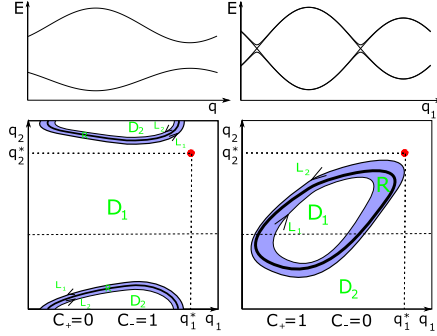 E
q
E
q₁
q₂
q₂*
D₂
L₂
L₁
D₁
L₁
L₂
D₂
q₁*
q₁
C₊=0
C₋=1
q₂
q₂*
L₂
R
D₁
L₁
D₂
q₁*
q₁
C₊=1
C₋=0